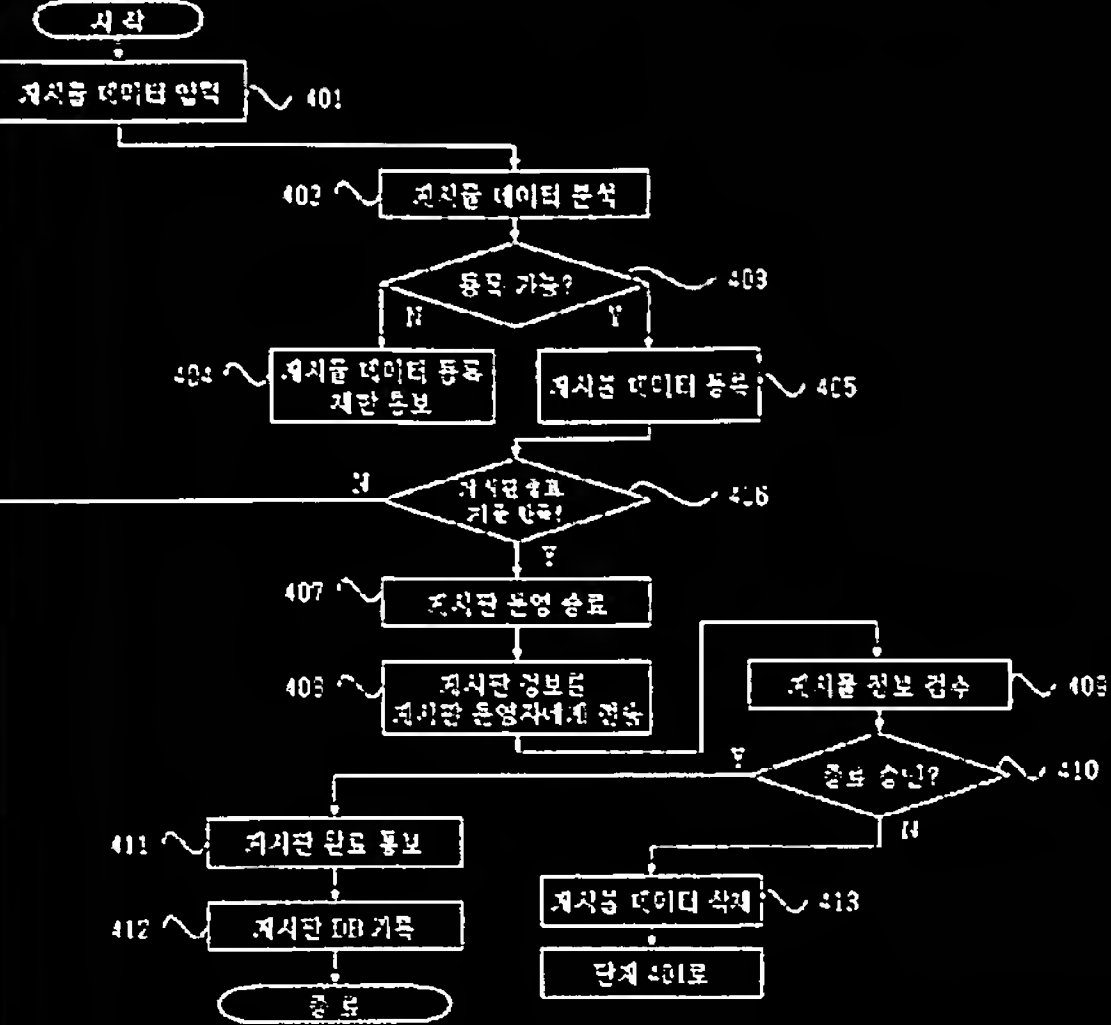 시 작
게시물 데이터 입력
401
402
게시물 데이터 분석
403
등록 가능?
N
Y
404
게시물 데이터 등록
제한 통보
게시물 데이터 등록
405
N
게시판 종료
기준 만족?
406
Y
407
게시판 운영 종료
408
게시판 정보를
게시판 운영자에게 전송
게시물 정보 검수
409
Y
종료 승인?
410
N
411
게시판 완료 통보
게시물 데이터 삭제
413
412
게시판 DB 기록
단계 401로
종 료